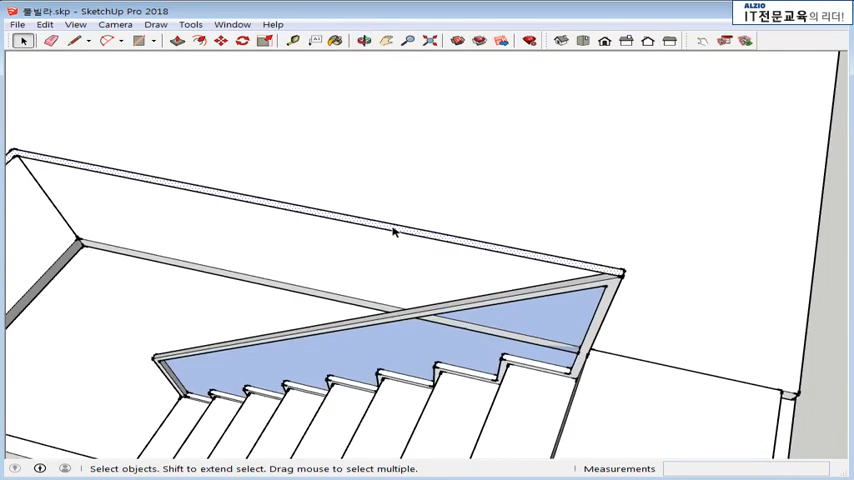 풀빌라.skp - SketchUp Pro 2018
ALZIO
IT전문교육의 리더!
File Edit View Camera Draw Tools Window Help
Select objects. Shift to extend select. Drag mouse to select multiple.
Measurements